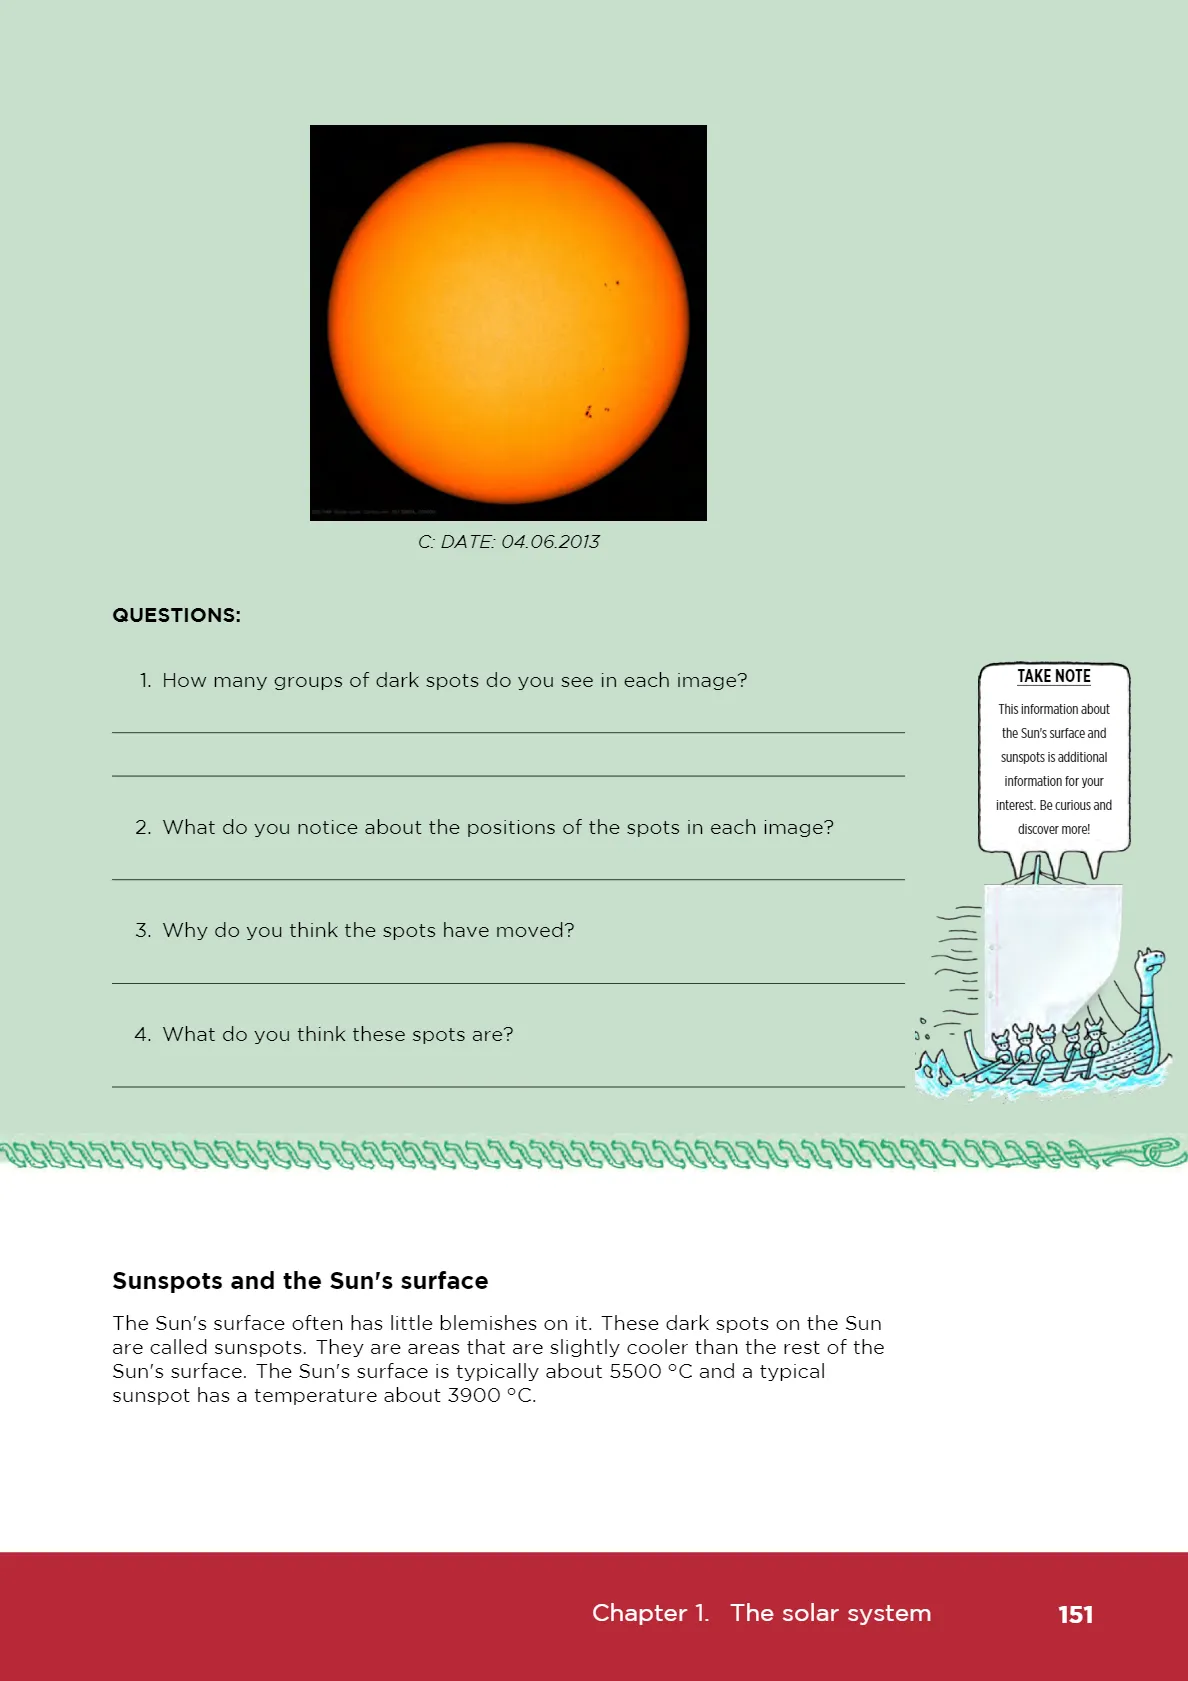 C: DATE: 04.06.2013
QUESTIONS:
1. How many groups of dark spots do you see in each image?
2. What do you notice about the positions of the spots in each image?
3. Why do you think the spots have moved?
4. What do you think these spots are?
TAKE NOTE
This information about
the Sun's surface and
sunspots is additional
information for your
interest. Be curious and
discover more!
Sunspots and the Sun's surface
The Sun's surface often has little blemishes on it. These dark spots on the Sun
are called sunspots. They are areas that are slightly cooler than the rest of the
Sun's surface. The Sun's surface is typically about 5500 °C and a typical
sunspot has a temperature about 3900 °C.
Chapter 1. The solar system 151